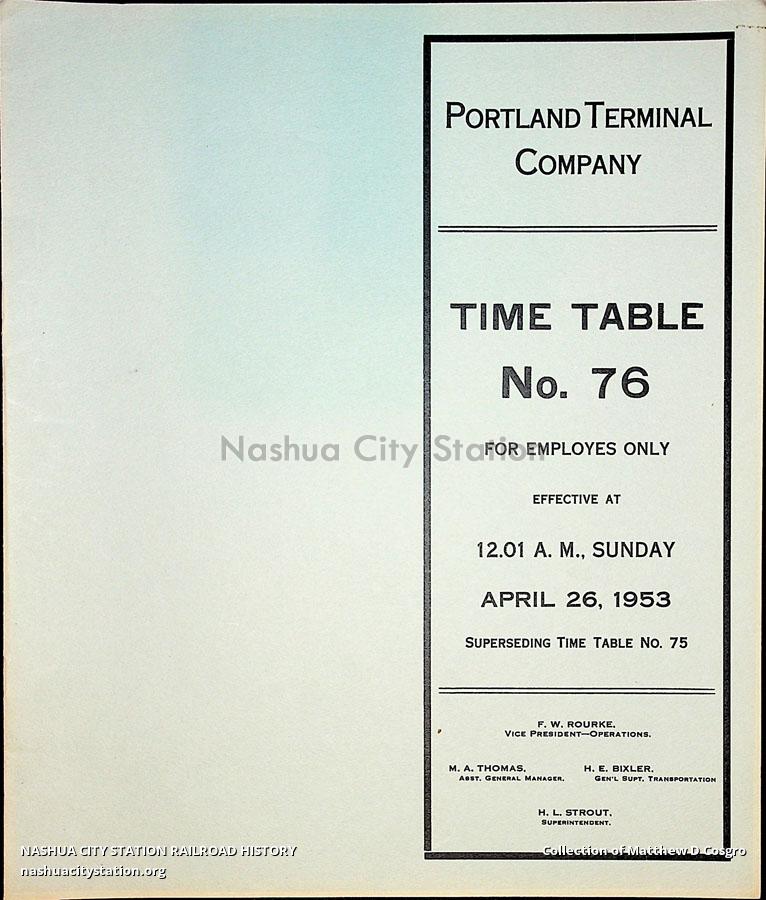 PORTLAND TERMINAL
COMPANY
TIME TABLE
No. 76
FOR EMPLOYES ONLY
EFFECTIVE AT
12.01 A. M., SUNDAY
APRIL 26, 1953
SUPERSEDING TIME TABLE No. 75
F. W. ROURKE,
VICE PRESIDENT—OPERATIONS.
M. A. THOMAS,
ASST. GENERAL MANAGER.
H. E. BIXLER,
GEN'L SUPT. TRANSPORTATION
H. L. STROUT,
SUPERINTENDENT.
Nashua City Station
NASHUA CITY STATION RAILROAD HISTORY
nashuacitystation.org
Collection of Matthew D Cosgro